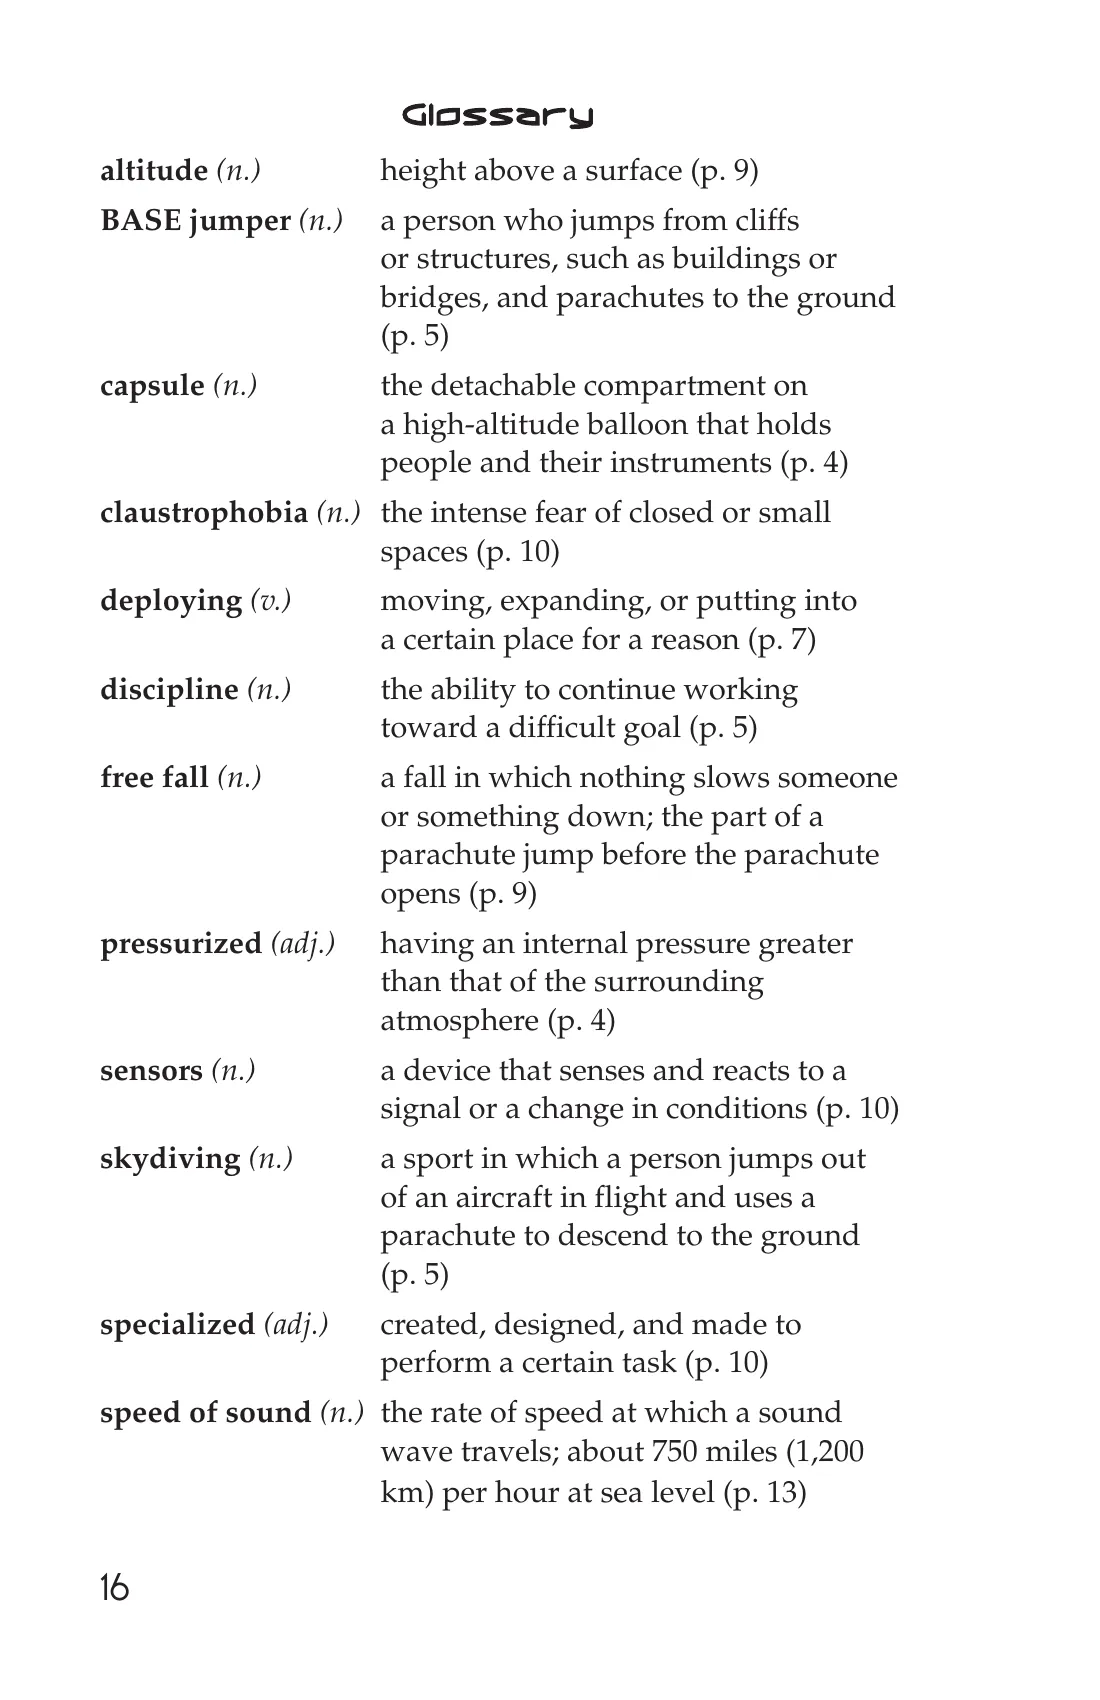 Glossary
altitude (n.) height above a surface (p. 9)
BASE jumper (n.) a person who jumps from cliffs
or structures, such as buildings or
bridges, and parachutes to the ground
(p. 5)
capsule (n.) the detachable compartment on
a high-altitude balloon that holds
people and their instruments (p. 4)
claustrophobia (n.) the intense fear of closed or small
spaces (p. 10)
deploying (v.) moving, expanding, or putting into
a certain place for a reason (p. 7)
discipline (n.) the ability to continue working
toward a difficult goal (p. 5)
free fall (n.) a fall in which nothing slows someone
or something down; the part of a
parachute jump before the parachute
opens (p. 9)
pressurized (adj.) having an internal pressure greater
than that of the surrounding
atmosphere (p. 4)
sensors (n.) a device that senses and reacts to a
signal or a change in conditions (p. 10)
skydiving (n.) a sport in which a person jumps out
of an aircraft in flight and uses a
parachute to descend to the ground
(p. 5)
specialized (adj.) created, designed, and made to
perform a certain task (p. 10)
speed of sound (n.) the rate of speed at which a sound
wave travels; about 750 miles (1,200
km) per hour at sea level (p. 13)
16